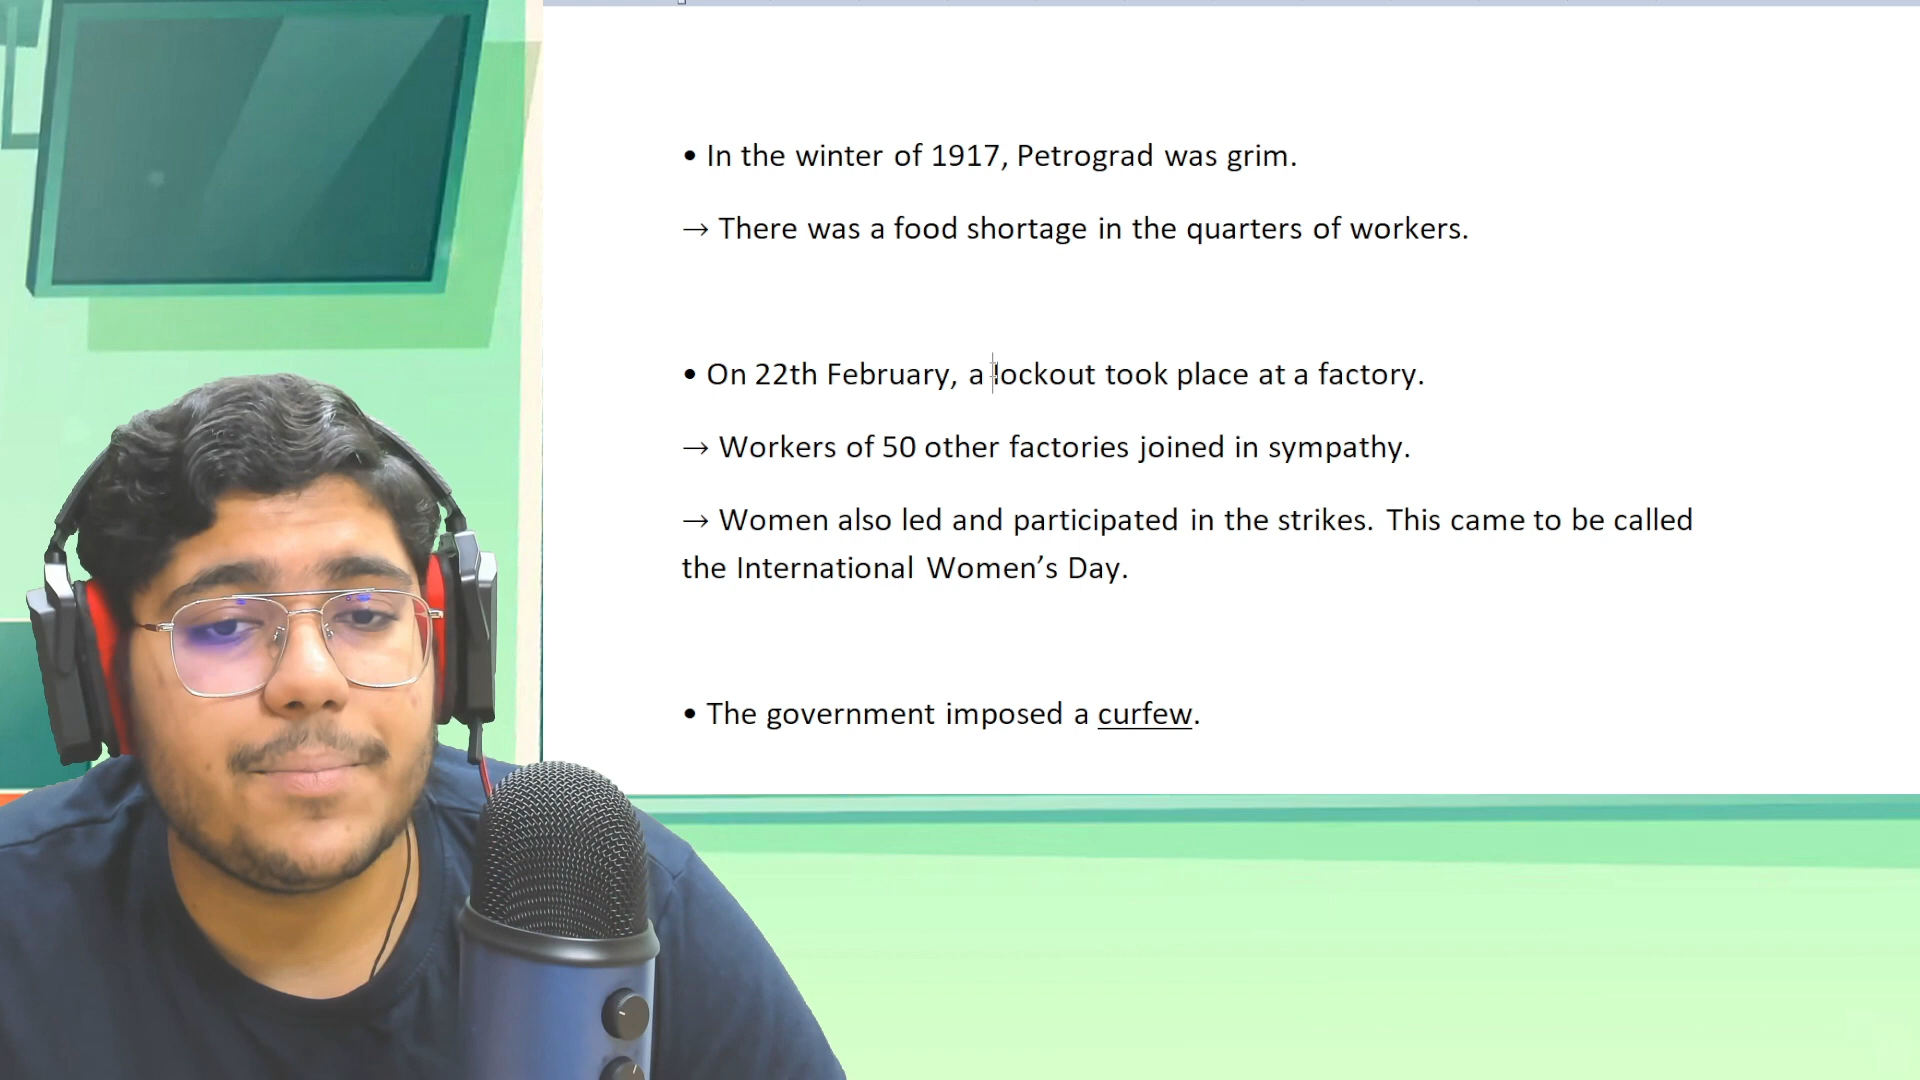 • In the winter of 1917, Petrograd was grim.
→ There was a food shortage in the quarters of workers.
• On 22th February, a lockout took place at a factory.
→ Workers of 50 other factories joined in sympathy.
→ Women also led and participated in the strikes. This came to be called
the International Women’s Day.
• The government imposed a curfew.